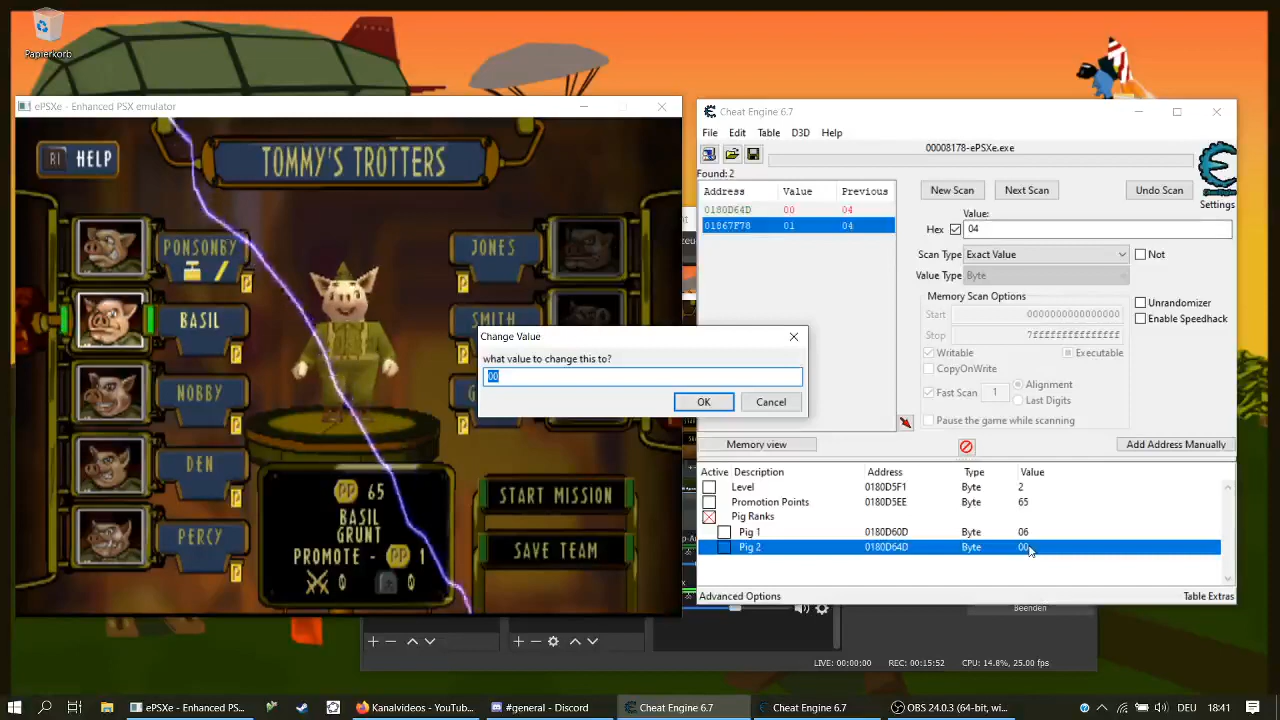 Papierkorb
ePSXe - Enhanced PSX emulator
R1 HELP
TOMMY'S TROTTERS
PONSONBY
BASIL
NOBBY
DEN
PERCY
P
P
P
P
P
JONES
SMITH
G
P
P
P
PP 65
BASIL
GRUNT
PROMOTE - PP 1
0 0
START MISSION
SAVE TEAM
Change Value
what value to change this to?
00
OK Cancel
Cheat Engine 6.7
File Edit Table D3D Help
00008178-ePSXe.exe
Found: 2
Address Value Previous
0180D64D 00 04
01867F78 01 04
New Scan Next Scan Undo Scan
Settings
Value:
Hex 04
Scan Type Exact Value Not
Value Type Byte
Memory Scan Options
Start 0000000000000000
Stop 7fffffffffffffff
Writable Executable
CopyOnWrite
Fast Scan 1 Alignment
Last Digits
Pause the game while scanning
Unrandomizer
Enable Speedhack
Memory view Add Address Manually
Active Description Address Type Value
Level 0180D5F1 Byte 2
Promotion Points 0180D5EE Byte 65
Pig Ranks
Pig 1 0180D60D Byte 06
Pig 2 0180D64D Byte 00
Advanced Options Table Extras
Beenden
LIVE: 00:00:00 REC: 00:15:52 CPU: 14.8%, 25.00 fps
ePSXe - Enhanced PS... Kanalvideos - YouTub... #general - Discord Cheat Engine 6.7 Cheat Engine 6.7 OBS 24.0.3 (64-bit, wi... DEU 18:41